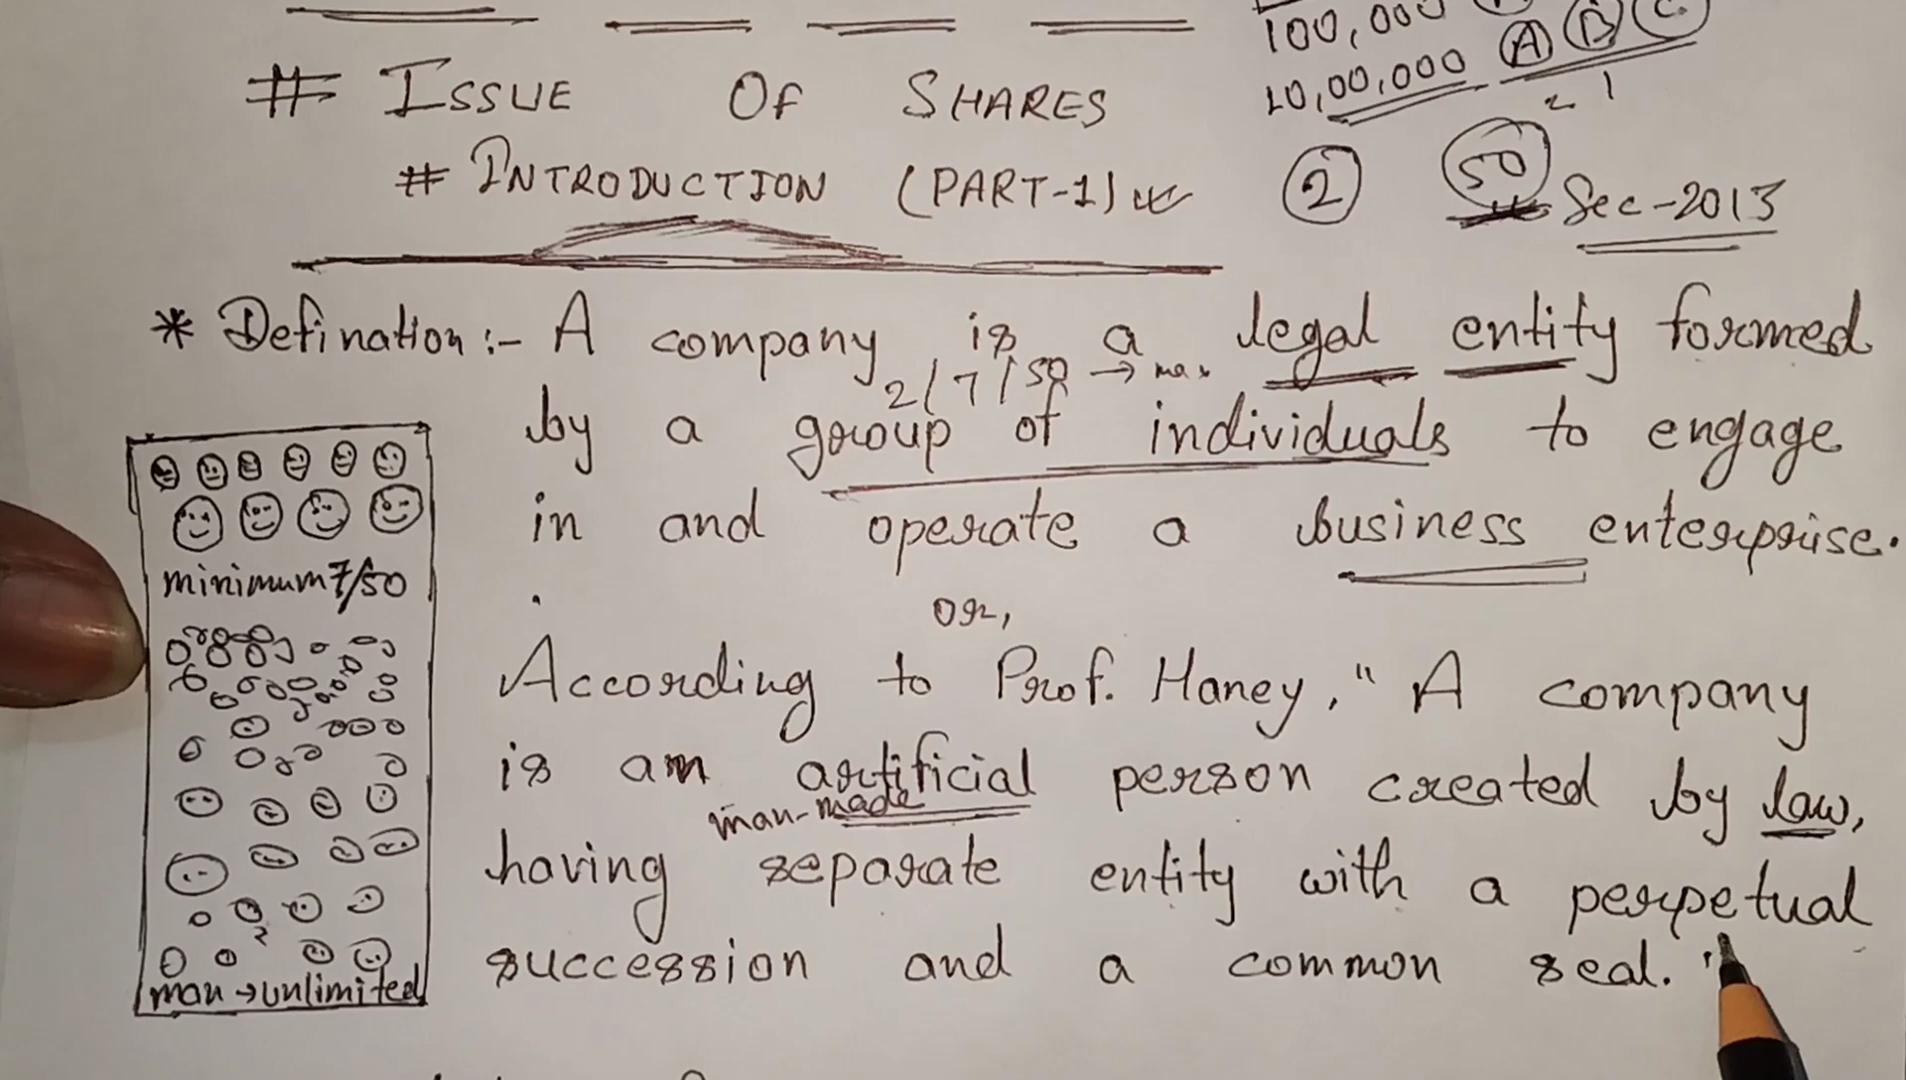 100,000
10,00,000 A B C
2 1
# ISSUE OF SHARES
# INTRODUCTION (PART-1)
2 50 Sec-2013
* Defination:- A company is a legal entity formed
2/7/50 → max
by a group of individuals to engage
in and operate a business enterprise.
or,
According to Prof. Haney, "A company
is an artificial person created by law,
man-made
having separate entity with a perpetual
succession and a common seal."
minimum 7/50
max → unlimited